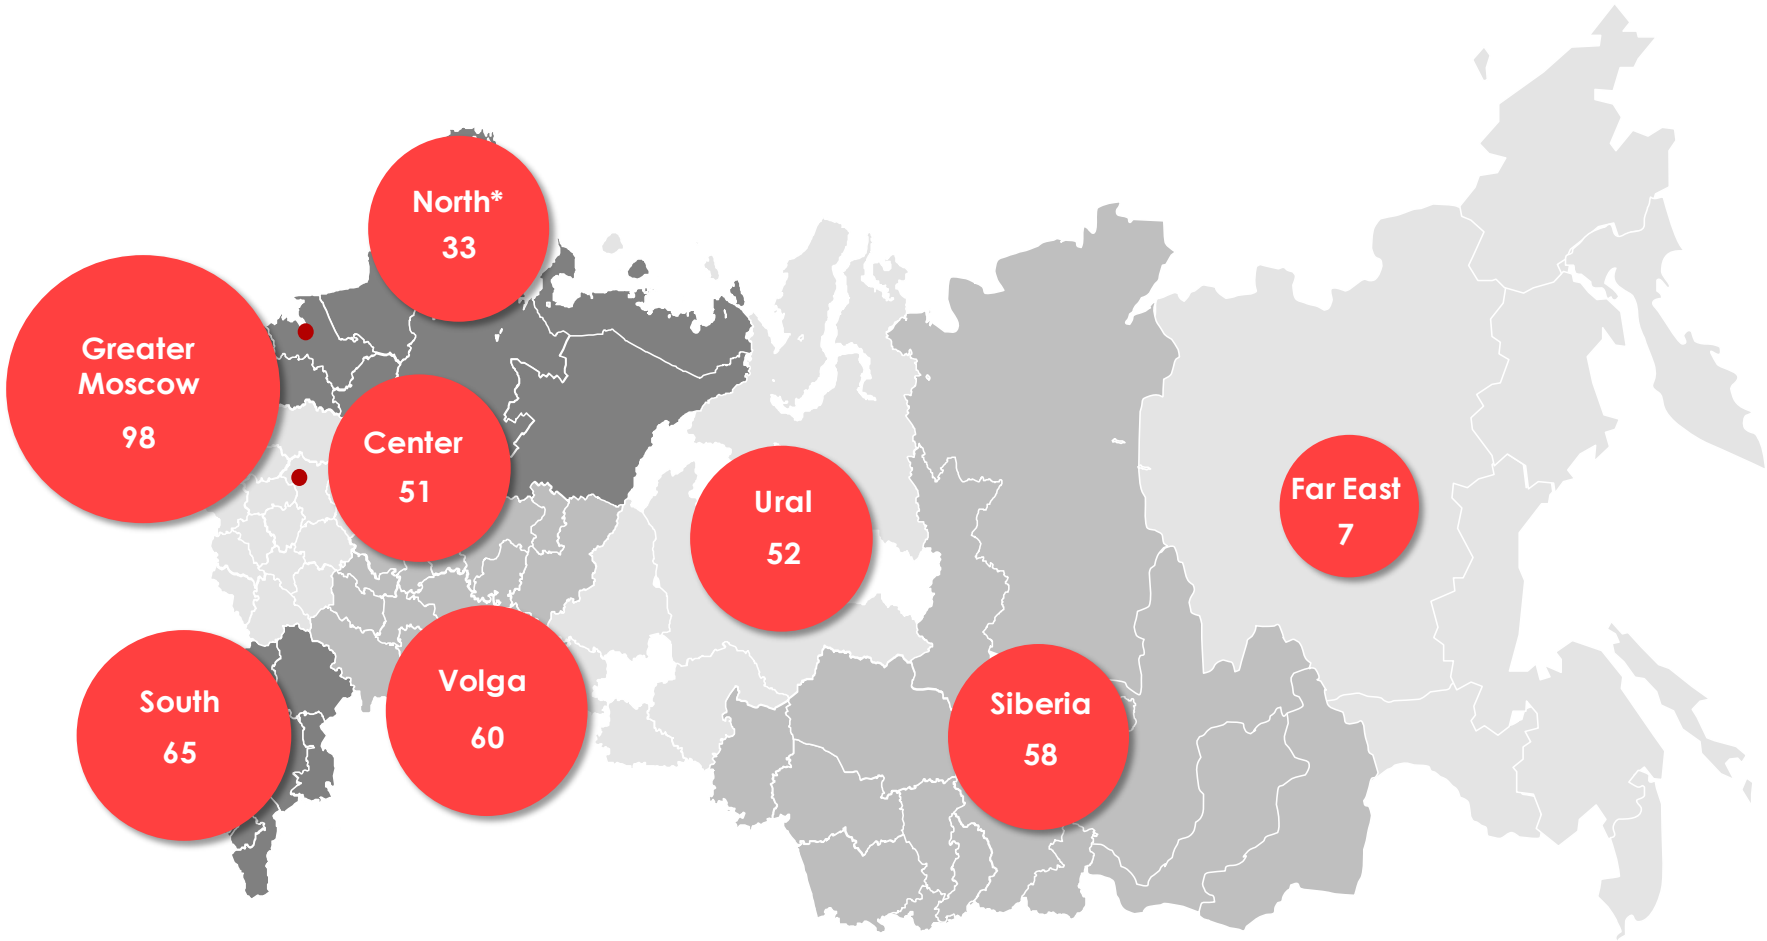 North*
33
Greater
Moscow
98
Center
51
Ural
52
Far East
7
South
65
Volga
60
Siberia
58